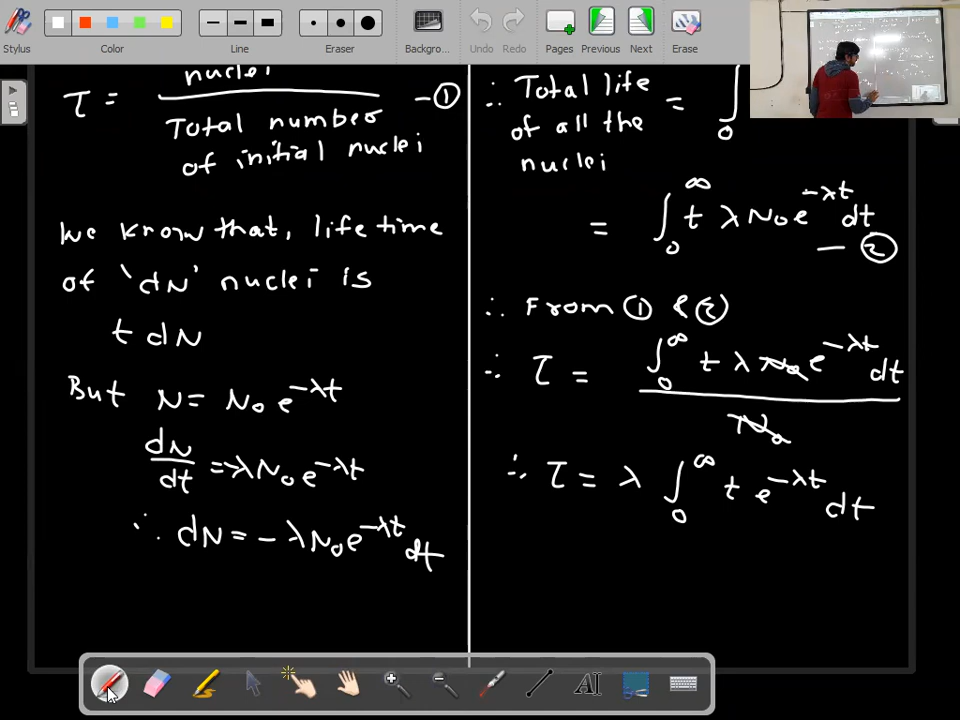 Stylus
Color
Line
Eraser
Backgro...
Undo
Redo
Pages
Previous
Next
Erase
nuclei
τ = ―――― -①
Total number
of initial nuclei
We know that, life time
of 'dN' nuclei is
t dN
But N = N₀ e^{-λt}
dN/dt = -λN₀e^{-λt}
∴ dN = - λN₀e^{-λt} dt
∴ Total life
of all the
nuclei
= ∫₀
= ∫₀^∞ t λ N₀ e^{-λt} dt
— ②
∴ From ① & ②
∴ τ = ∫₀^∞ t λ N₀ e^{-λt} dt / N₀
∴ τ = λ ∫₀^∞ t e^{-λt} dt
AI